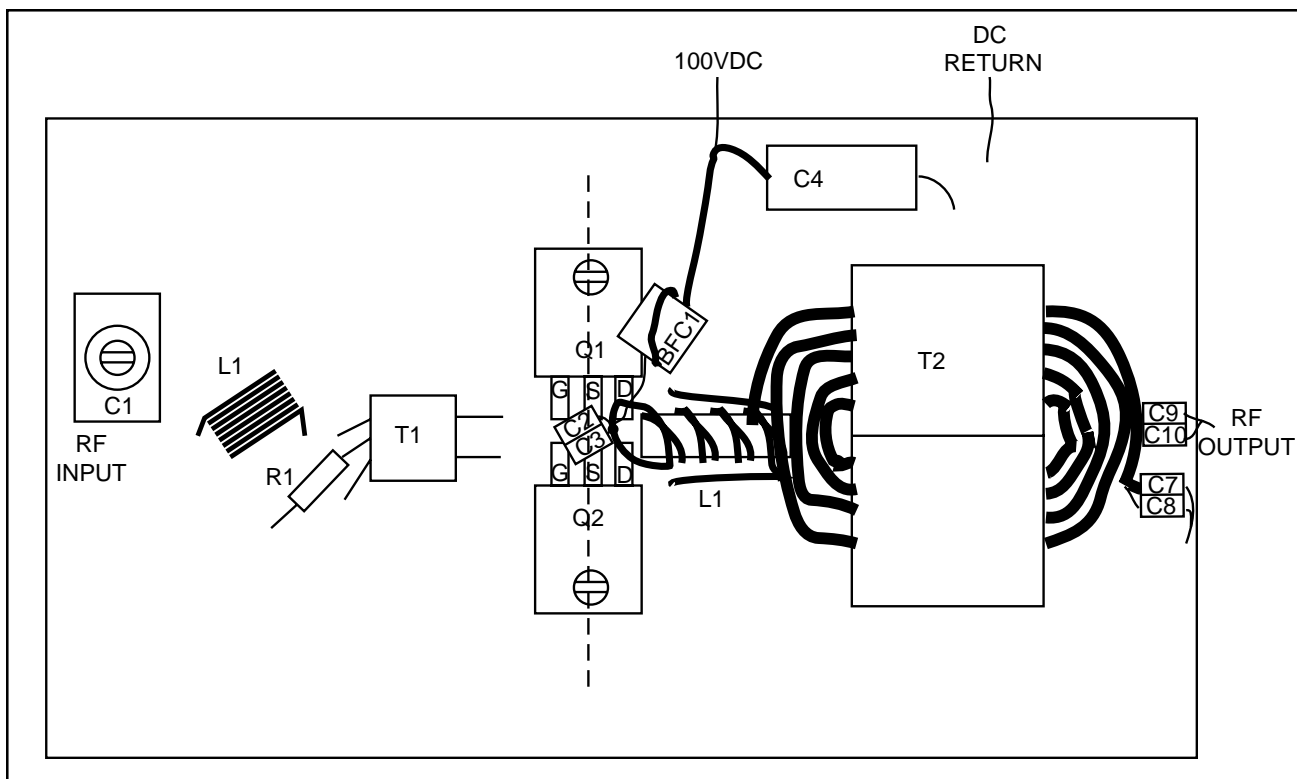 DC
RETURN
100VDC
C4
BFC1
Q1
T2
L1
C1
RF
INPUT
R1
T1
G S D
C2
C3
G S D
Q2
L1
C9
C10
RF
OUTPUT
C7
C8